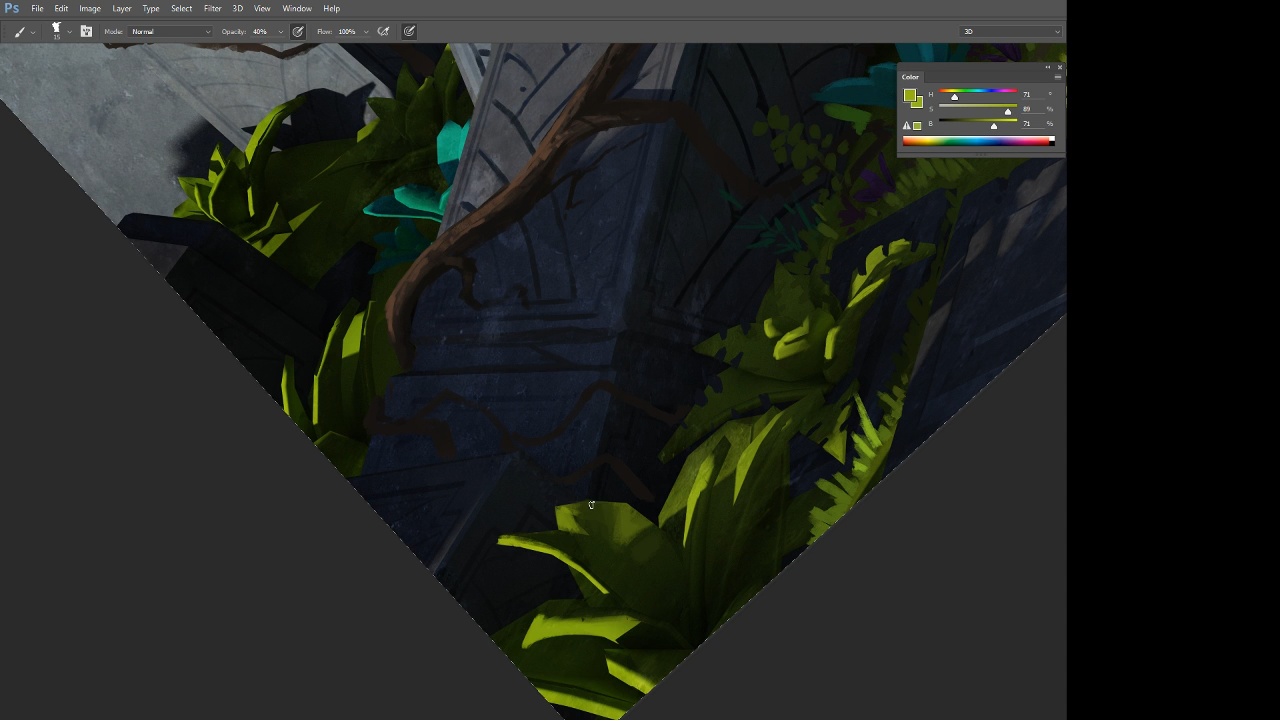 Ps File Edit Image Layer Type Select Filter 3D View Window Help
15 Mode: Normal Opacity: 40% Flow: 100% 3D
Color
H 71 °
S 89 %
B 71 %